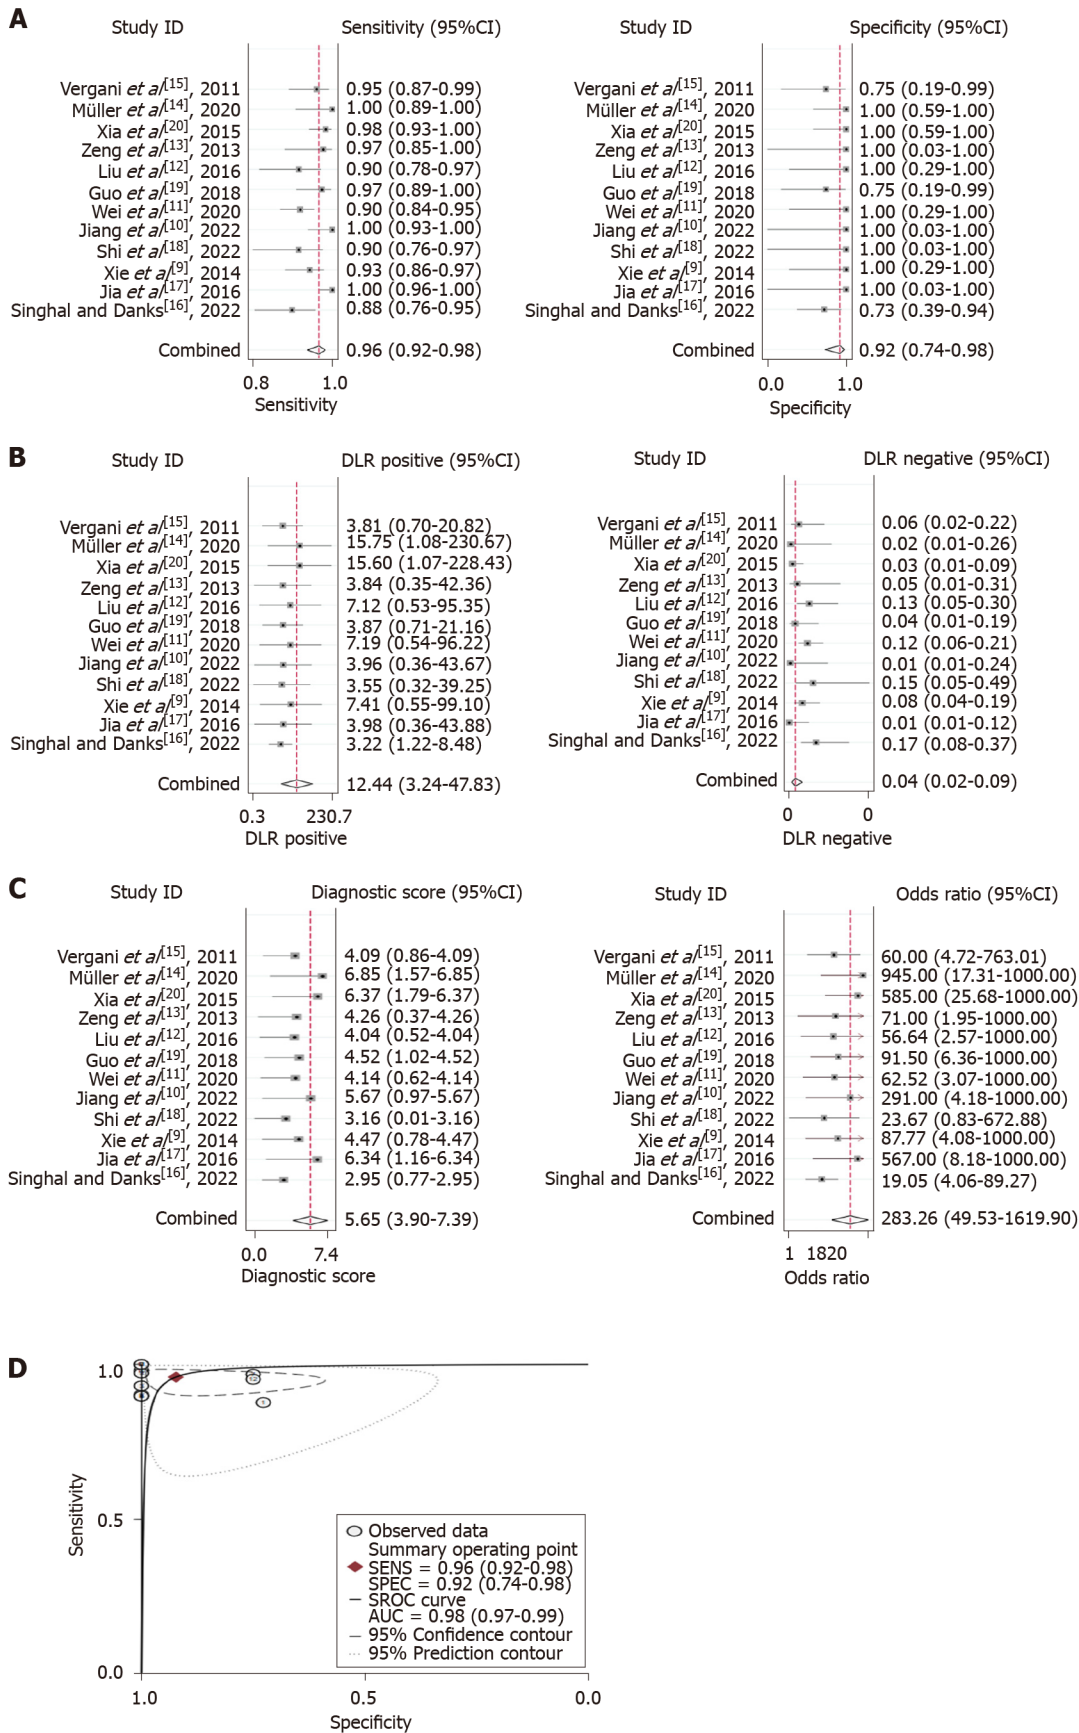 A
Study ID Sensitivity (95%CI)
Vergani et al[15], 2011 0.95 (0.87-0.99)
Müller et al[14], 2020 1.00 (0.89-1.00)
Xia et al[20], 2015 0.98 (0.93-1.00)
Zeng et al[13], 2013 0.97 (0.85-1.00)
Liu et al[12], 2016 0.90 (0.78-0.97)
Guo et al[19], 2018 0.97 (0.89-1.00)
Wei et al[11], 2020 0.90 (0.84-0.95)
Jiang et al[10], 2022 1.00 (0.93-1.00)
Shi et al[18], 2022 0.90 (0.76-0.97)
Xie et al[9], 2014 0.93 (0.86-0.97)
Jia et al[17], 2016 1.00 (0.96-1.00)
Singhal and Danks[16], 2022 0.88 (0.76-0.95)
Combined 0.96 (0.92-0.98)
0.8 1.0
Sensitivity
Study ID Specificity (95%CI)
Vergani et al[15], 2011 0.75 (0.19-0.99)
Müller et al[14], 2020 1.00 (0.59-1.00)
Xia et al[20], 2015 1.00 (0.59-1.00)
Zeng et al[13], 2013 1.00 (0.03-1.00)
Liu et al[12], 2016 1.00 (0.29-1.00)
Guo et al[19], 2018 0.75 (0.19-0.99)
Wei et al[11], 2020 1.00 (0.29-1.00)
Jiang et al[10], 2022 1.00 (0.03-1.00)
Shi et al[18], 2022 1.00 (0.03-1.00)
Xie et al[9], 2014 1.00 (0.29-1.00)
Jia et al[17], 2016 1.00 (0.03-1.00)
Singhal and Danks[16], 2022 0.73 (0.39-0.94)
Combined 0.92 (0.74-0.98)
0.0 1.0
Specificity
B
Study ID DLR positive (95%CI)
Vergani et al[15], 2011 3.81 (0.70-20.82)
Müller et al[14], 2020 15.75 (1.08-230.67)
Xia et al[20], 2015 15.60 (1.07-228.43)
Zeng et al[13], 2013 3.84 (0.35-42.36)
Liu et al[12], 2016 7.12 (0.53-95.35)
Guo et al[19], 2018 3.87 (0.71-21.16)
Wei et al[11], 2020 7.19 (0.54-96.22)
Jiang et al[10], 2022 3.96 (0.36-43.67)
Shi et al[18], 2022 3.55 (0.32-39.25)
Xie et al[9], 2014 7.41 (0.55-99.10)
Jia et al[17], 2016 3.98 (0.36-43.88)
Singhal and Danks[16], 2022 3.22 (1.22-8.48)
Combined 12.44 (3.24-47.83)
0.3 230.7
DLR positive
Study ID DLR negative (95%CI)
Vergani et al[15], 2011 0.06 (0.02-0.22)
Müller et al[14], 2020 0.02 (0.01-0.26)
Xia et al[20], 2015 0.03 (0.01-0.09)
Zeng et al[13], 2013 0.05 (0.01-0.31)
Liu et al[12], 2016 0.13 (0.05-0.30)
Guo et al[19], 2018 0.04 (0.01-0.19)
Wei et al[11], 2020 0.12 (0.06-0.21)
Jiang et al[10], 2022 0.01 (0.01-0.24)
Shi et al[18], 2022 0.15 (0.05-0.49)
Xie et al[9], 2014 0.08 (0.04-0.19)
Jia et al[17], 2016 0.01 (0.01-0.12)
Singhal and Danks[16], 2022 0.17 (0.08-0.37)
Combined 0.04 (0.02-0.09)
0 0
DLR negative
C
Study ID Diagnostic score (95%CI)
Vergani et al[15], 2011 4.09 (0.86-4.09)
Müller et al[14], 2020 6.85 (1.57-6.85)
Xia et al[20], 2015 6.37 (1.79-6.37)
Zeng et al[13], 2013 4.26 (0.37-4.26)
Liu et al[12], 2016 4.04 (0.52-4.04)
Guo et al[19], 2018 4.52 (1.02-4.52)
Wei et al[11], 2020 4.14 (0.62-4.14)
Jiang et al[10], 2022 5.67 (0.97-5.67)
Shi et al[18], 2022 3.16 (0.01-3.16)
Xie et al[9], 2014 4.47 (0.78-4.47)
Jia et al[17], 2016 6.34 (1.16-6.34)
Singhal and Danks[16], 2022 2.95 (0.77-2.95)
Combined 5.65 (3.90-7.39)
0.0 7.4
Diagnostic score
Study ID Odds ratio (95%CI)
Vergani et al[15], 2011 60.00 (4.72-763.01)
Müller et al[14], 2020 945.00 (17.31-1000.00)
Xia et al[20], 2015 585.00 (25.68-1000.00)
Zeng et al[13], 2013 71.00 (1.95-1000.00)
Liu et al[12], 2016 56.64 (2.57-1000.00)
Guo et al[19], 2018 91.50 (6.36-1000.00)
Wei et al[11], 2020 62.52 (3.07-1000.00)
Jiang et al[10], 2022 291.00 (4.18-1000.00)
Shi et al[18], 2022 23.67 (0.83-672.88)
Xie et al[9], 2014 87.77 (4.08-1000.00)
Jia et al[17], 2016 567.00 (8.18-1000.00)
Singhal and Danks[16], 2022 19.05 (4.06-89.27)
Combined 283.26 (49.53-1619.90)
1 1820
Odds ratio
D
1.0
0.5
0.0
Sensitivity
Observed data
Summary operating point
SENS = 0.96 (0.92-0.98)
SPEC = 0.92 (0.74-0.98)
SROC curve
AUC = 0.98 (0.97-0.99)
95% Confidence contour
95% Prediction contour
1.0 0.5 0.0
Specificity